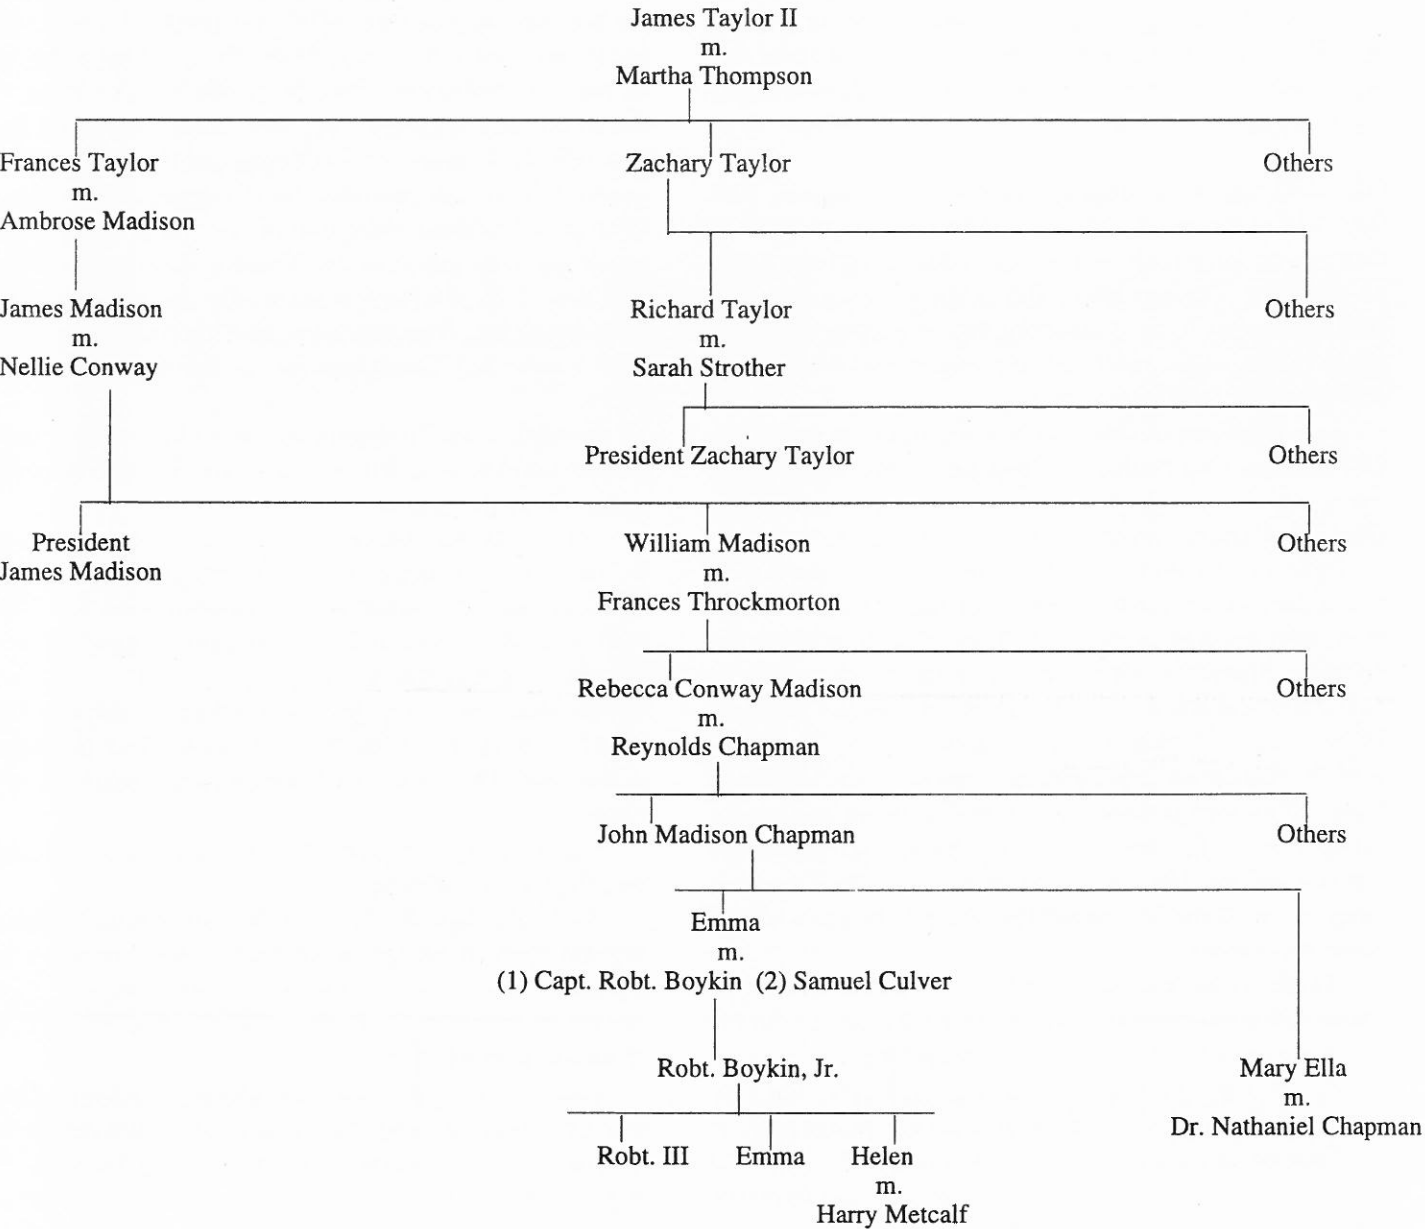 James Taylor II
m.
Martha Thompson
Frances Taylor Zachary Taylor Others
m.
Ambrose Madison
James Madison Richard Taylor Others
m. m.
Nellie Conway Sarah Strother
President Zachary Taylor Others
President William Madison Others
James Madison m.
Frances Throckmorton
Rebecca Conway Madison Others
m.
Reynolds Chapman
John Madison Chapman Others
Emma
m.
(1) Capt. Robt. Boykin (2) Samuel Culver
Robt. Boykin, Jr. Mary Ella
m.
Dr. Nathaniel Chapman
Robt. III Emma Helen
m.
Harry Metcalf